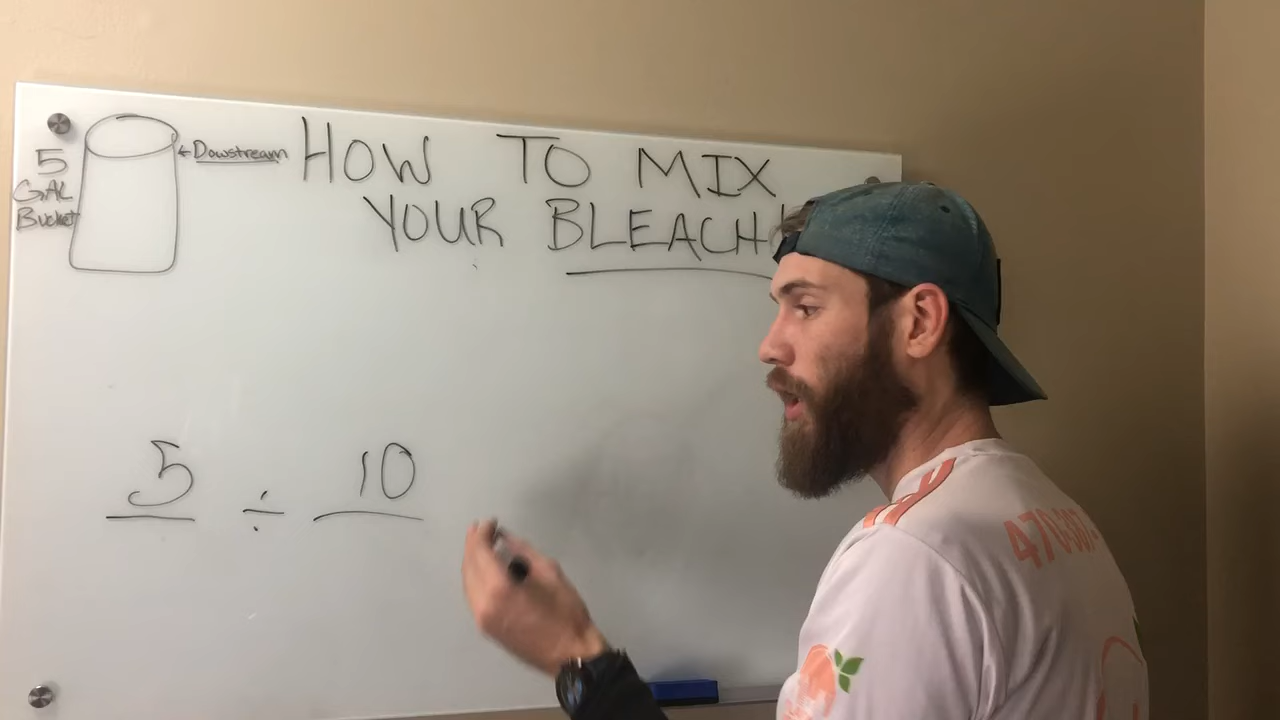 HOW TO MIX
YOUR BLEACH
5
GAL
Bucket
←Dowstream
5 ÷ 10